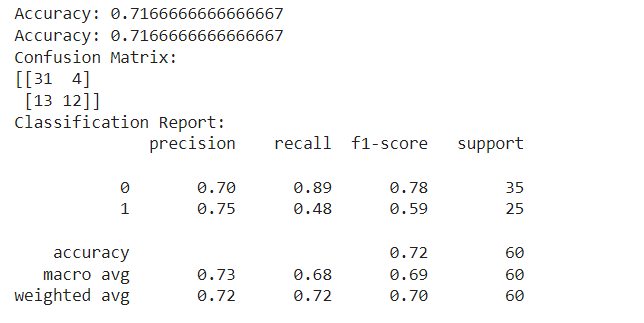 Accuracy: 0.7166666666666667
Accuracy: 0.7166666666666667
Confusion Matrix:
[[31  4]
 [13 12]]
Classification Report:
              precision    recall  f1-score   support

           0       0.70      0.89      0.78        35
           1       0.75      0.48      0.59        25

    accuracy                           0.72        60
   macro avg       0.73      0.68      0.69        60
weighted avg       0.72      0.72      0.70        60